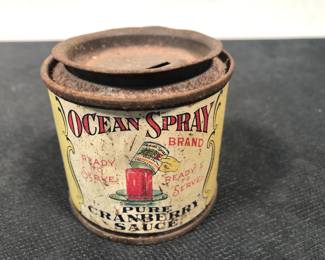 OCEAN SPRAY
BRAND
READY TO SERVE
READY TO SERVE
PURE
CRANBERRY
SAUCE